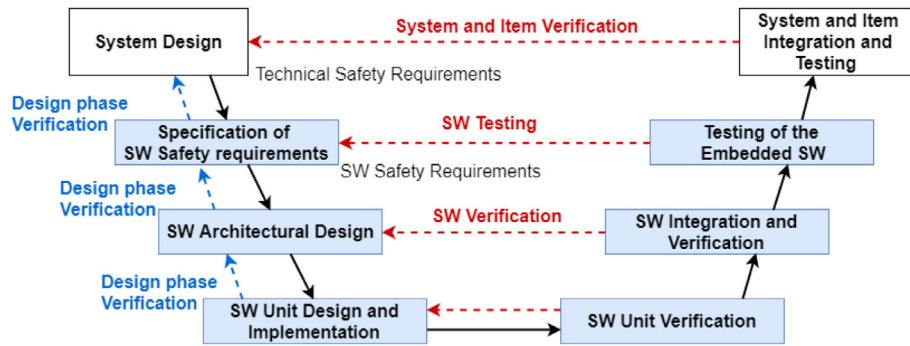 System Design
System and Item Verification
System and Item
Integration and
Testing
Technical Safety Requirements
Design phase
Verification
Specification of
SW Safety requirements
SW Testing
Testing of the
Embedded SW
SW Safety Requirements
Design phase
Verification
SW Architectural Design
SW Verification
SW Integration and
Verification
Design phase
Verification
SW Unit Design and
Implementation
SW Unit Verification